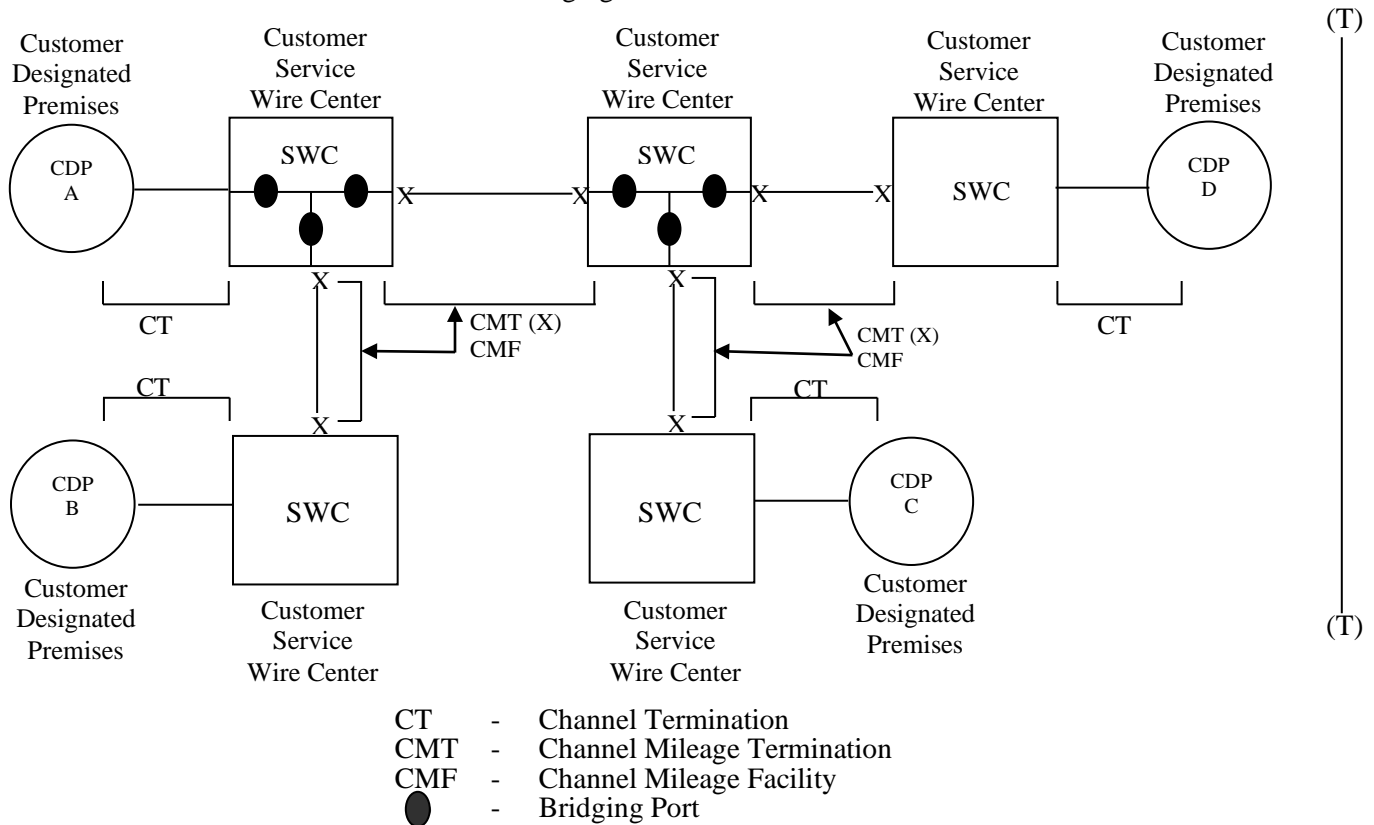 (T)
Customer
Designated
Premises
Customer
Service
Wire Center
Customer
Service
Wire Center
Customer
Service
Wire Center
Customer
Designated
Premises
CDP
A
SWC
X
X
SWC
X
X
SWC
CDP
D
X
X
CT
CMT (X)
CMF
CMT (X)
CMF
CT
CT
CT
X
X
CDP
B
SWC
SWC
CDP
C
Customer
Designated
Premises
Customer
Service
Wire Center
Customer
Service
Wire Center
Customer
Designated
Premises
(T)
CT - Channel Termination
CMT - Channel Mileage Termination
CMF - Channel Mileage Facility
- Bridging Port